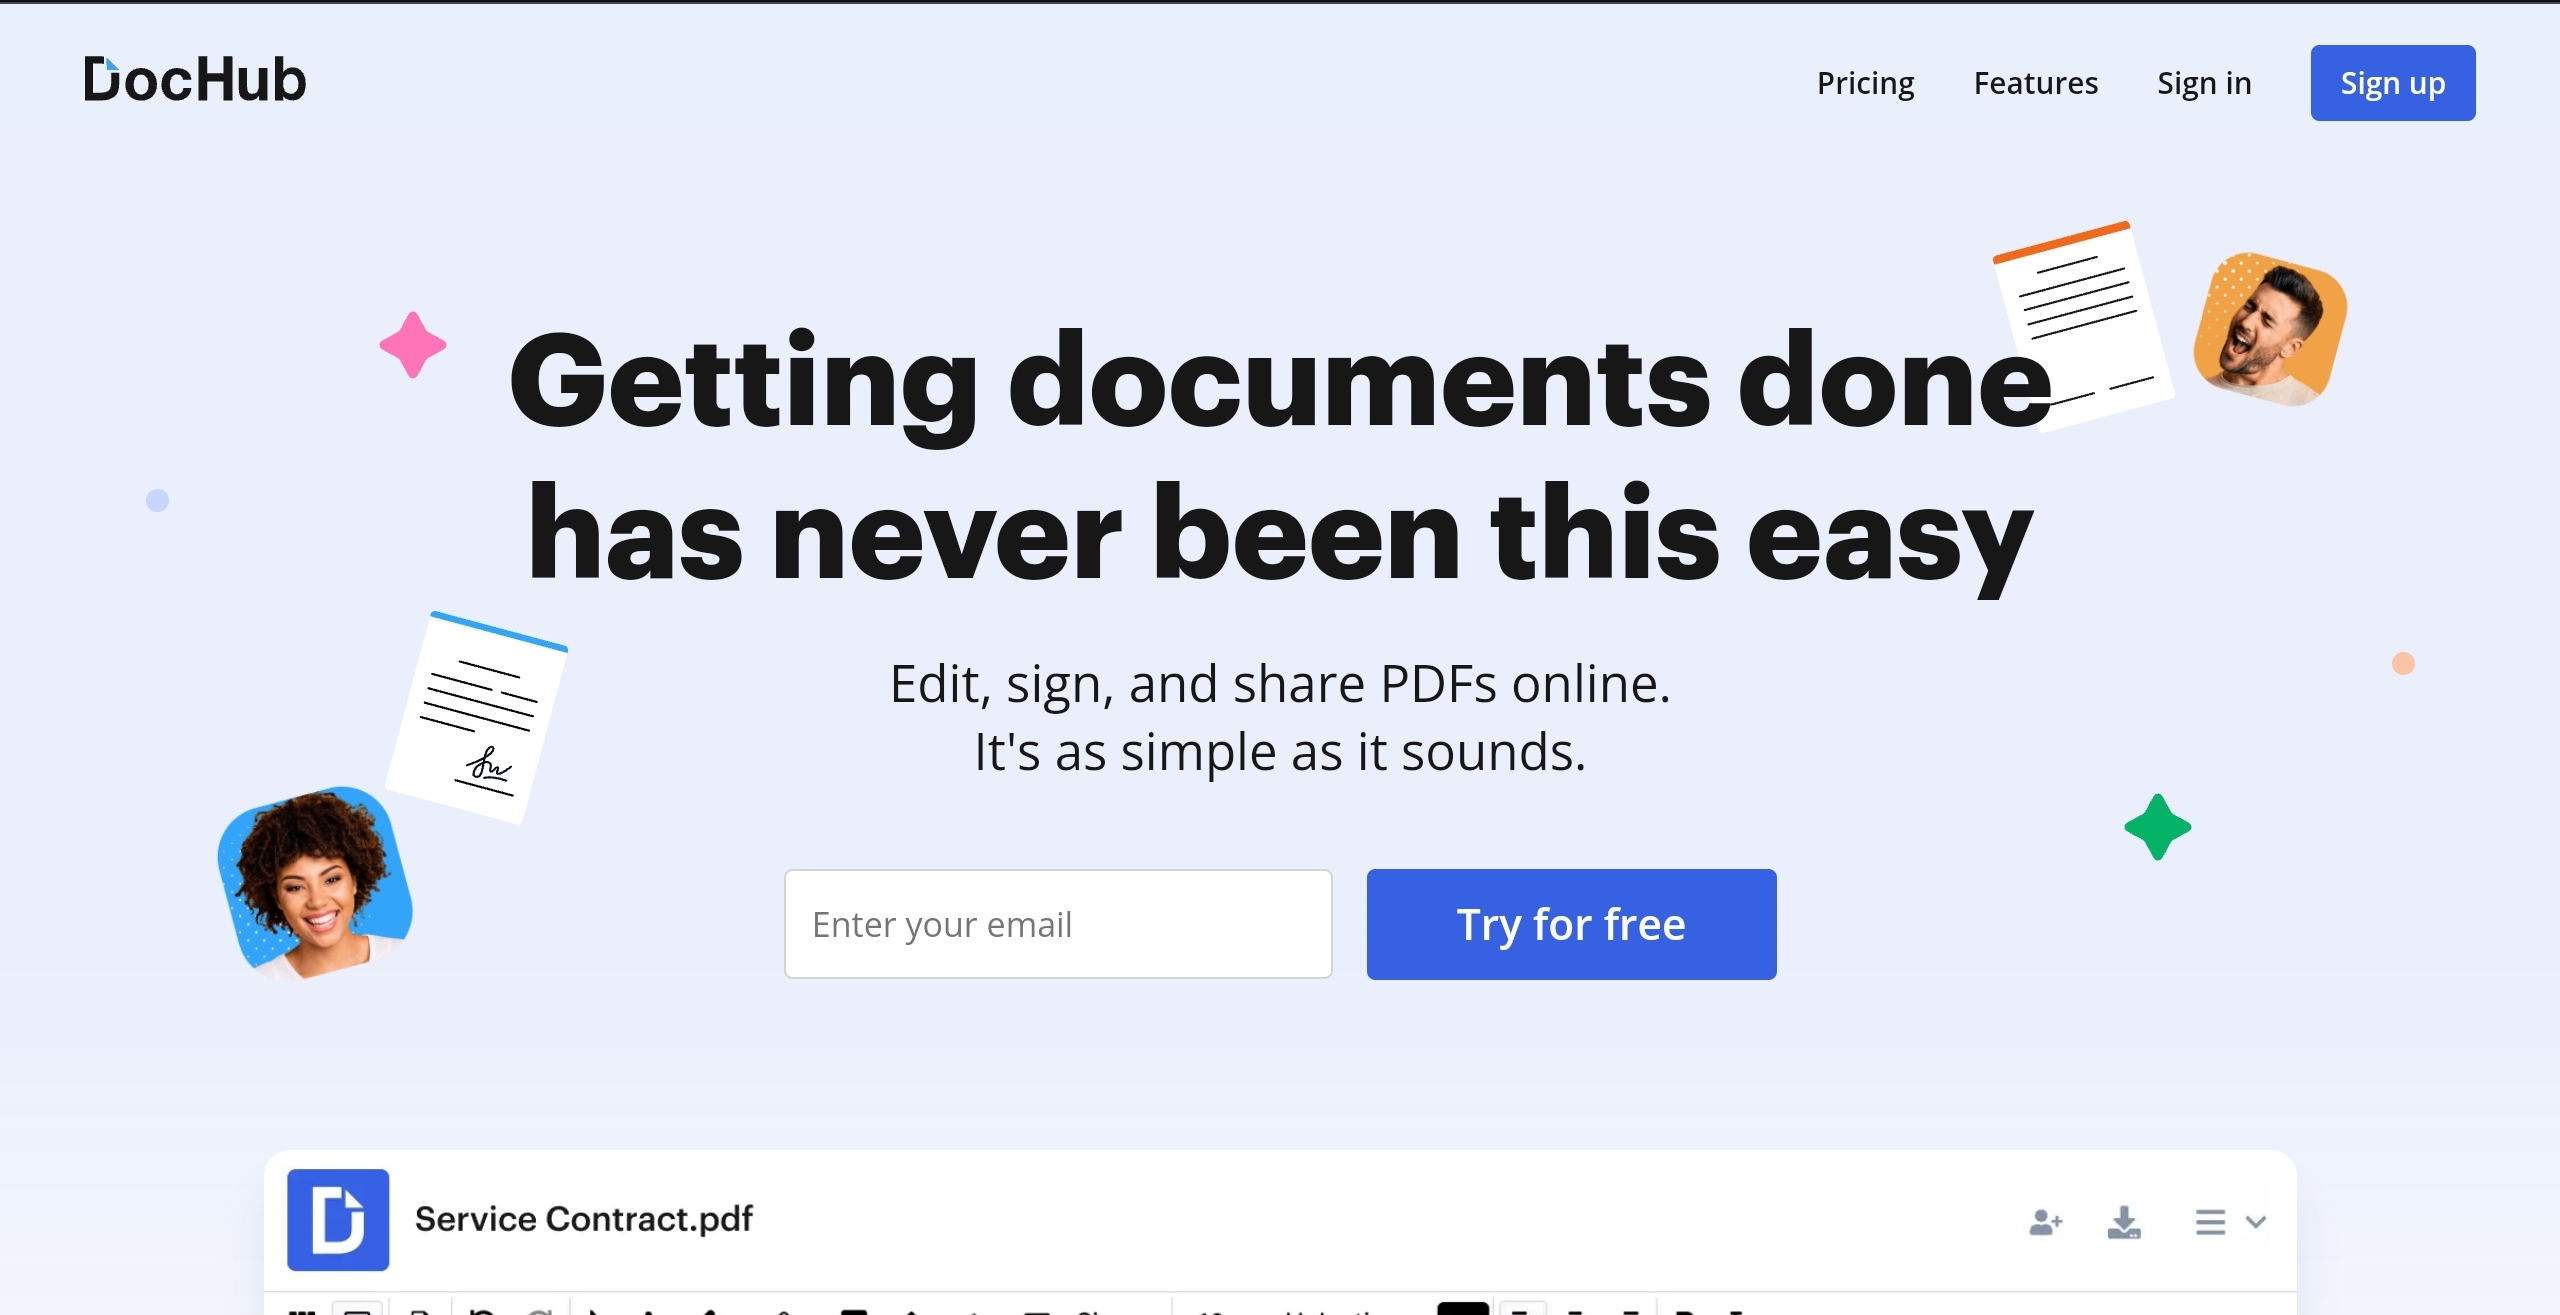 DocHub
Pricing Features Sign in Sign up
Getting documents done
has never been this easy
Edit, sign, and share PDFs online.
It's as simple as it sounds.
Enter your email Try for free
Service Contract.pdf